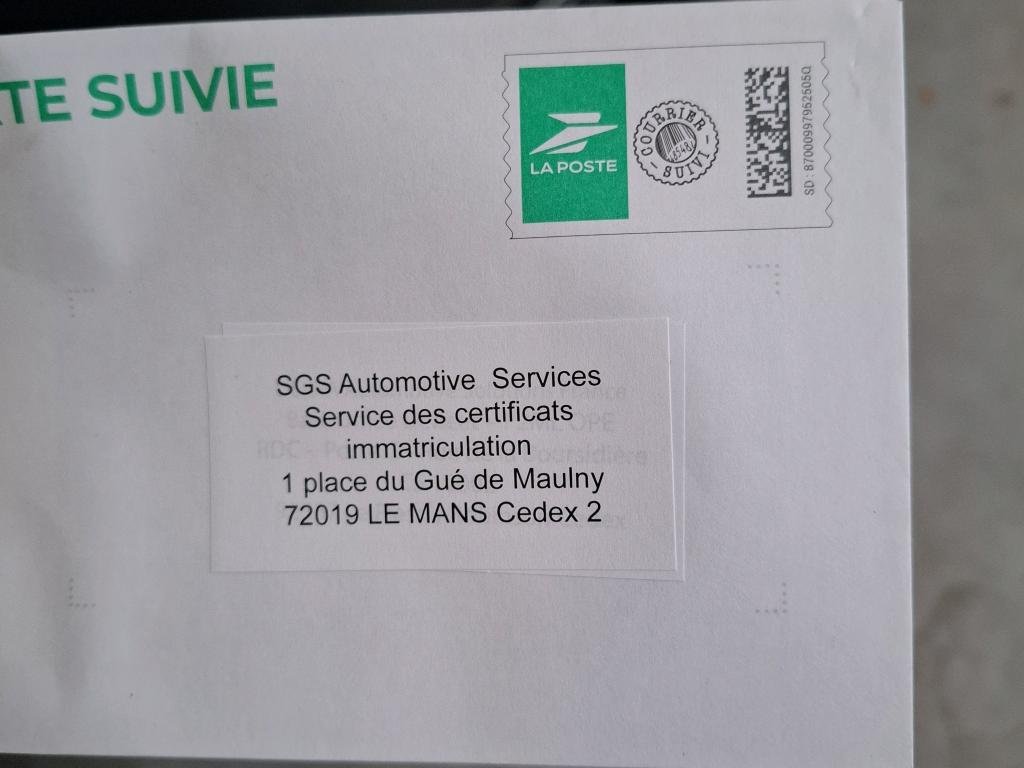 TE SUIVIE
LA POSTE
COURRIER
SUIVI
SD : 87000997952505Q
SGS Automotive Services
Service des certificats
immatriculation
1 place du Gué de Maulny
72019 LE MANS Cedex 2